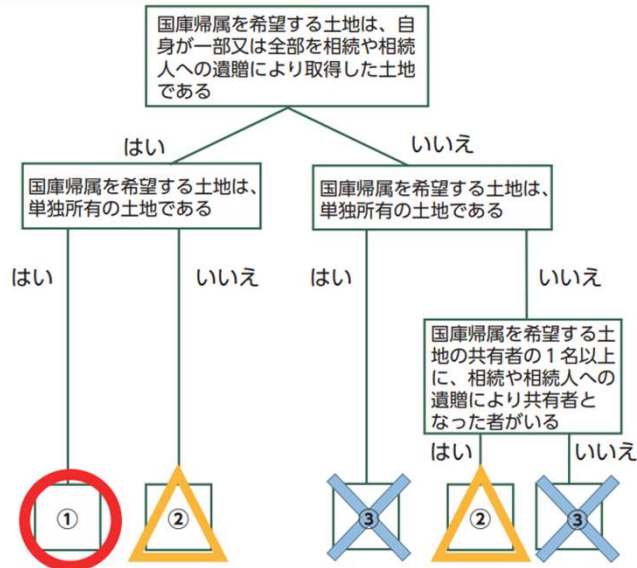 国庫帰属を希望する土地は、自
身が一部又は全部を相続や相続
人への遺贈により取得した土地
である
はい
いいえ
国庫帰属を希望する土地は、
単独所有の土地である
国庫帰属を希望する土地は、
単独所有の土地である
はい
いいえ
はい
いいえ
国庫帰属を希望する土
地の共有者の１名以上
に、相続や相続人への
遺贈により共有者と
なった者がいる
はい
いいえ
①
②
③
②
③